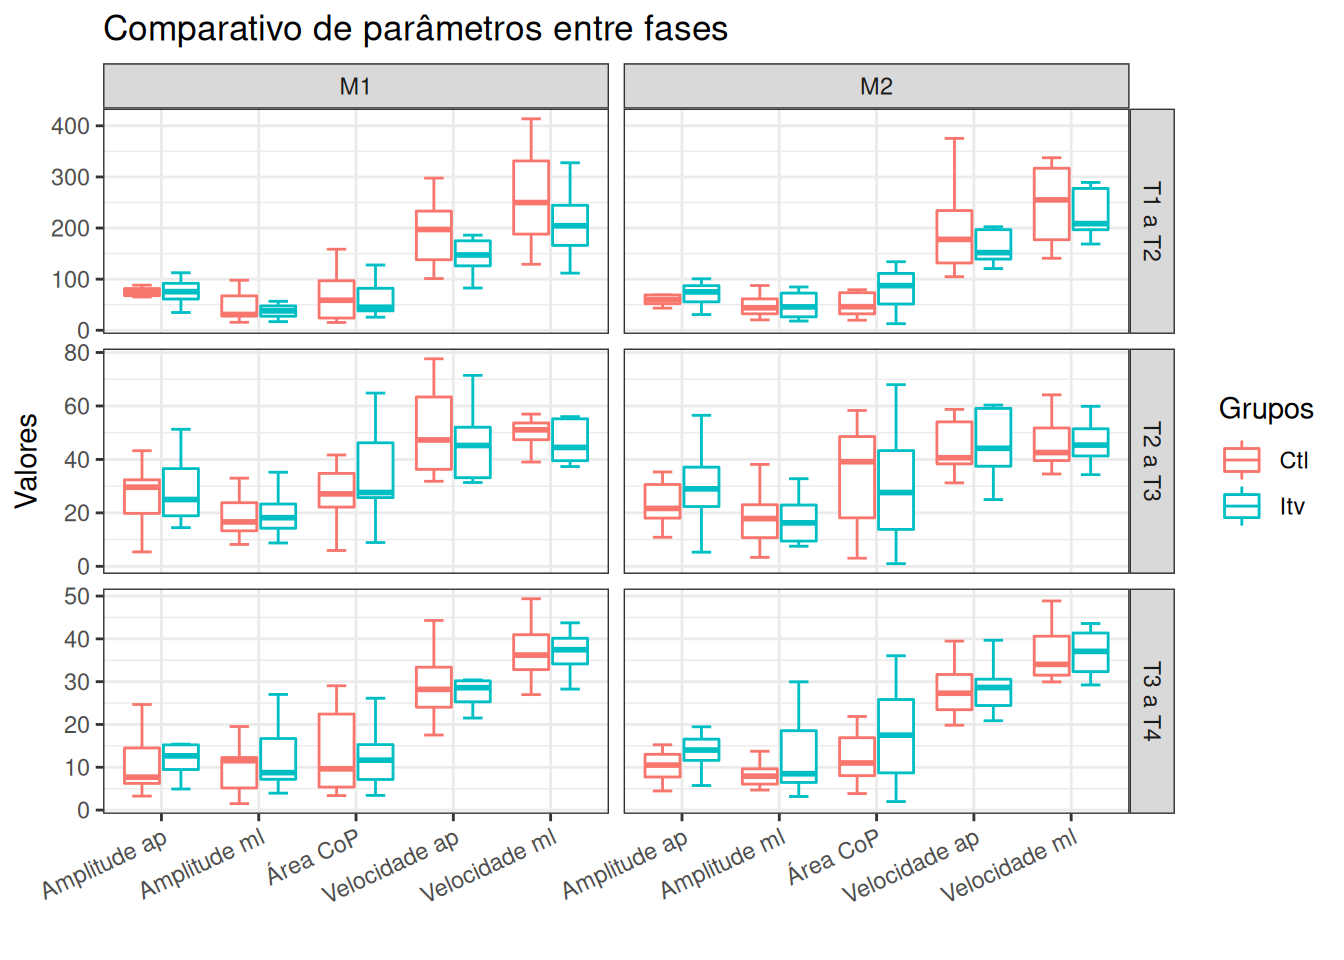 Comparativo de parâmetros entre fases
M1
M2
400
300
200
100
0
T1 a T2
80
60
40
20
0
T2 a T3
50
40
30
20
10
0
T3 a T4
Valores
Amplitude ap
Amplitude ml
Área CoP
Velocidade ap
Velocidade ml
Amplitude ap
Amplitude ml
Área CoP
Velocidade ap
Velocidade ml
Grupos
Ctl
Itv